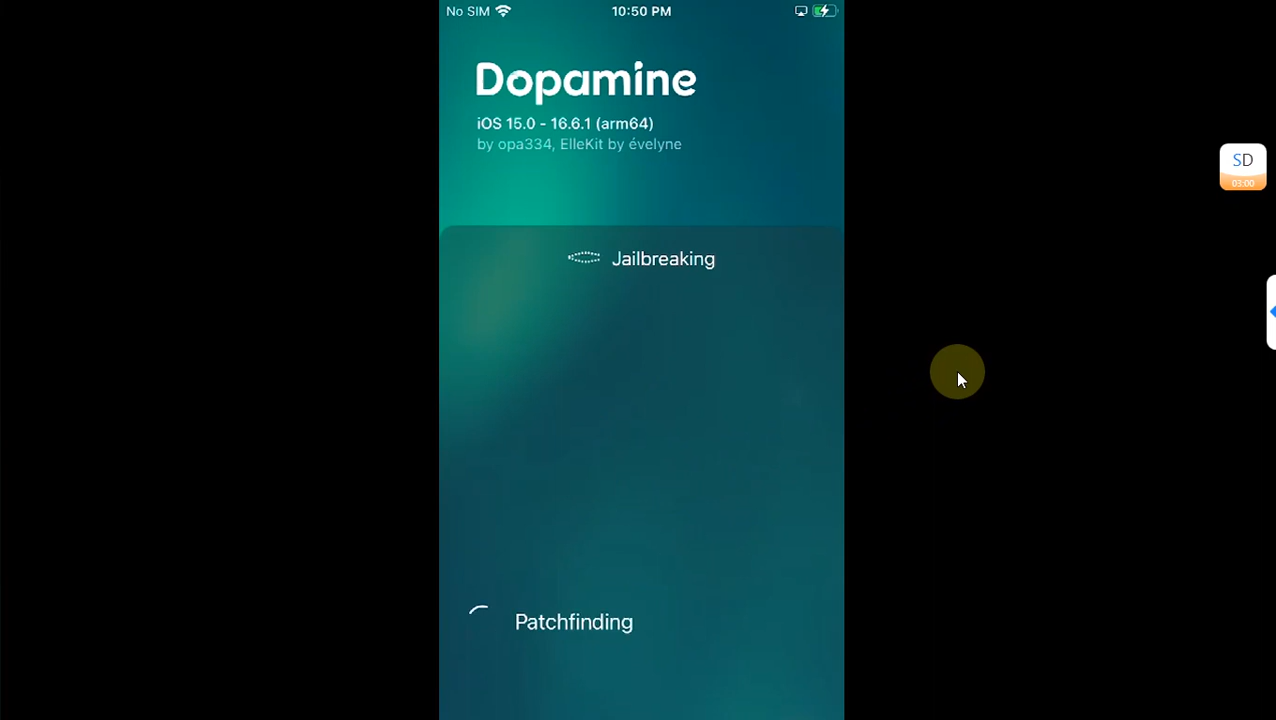 No SIM 10:50 PM
Dopamine
iOS 15.0 - 16.6.1 (arm64)
by opa334, ElleKit by évelyne
SD
03:00
Jailbreaking
Patchfinding